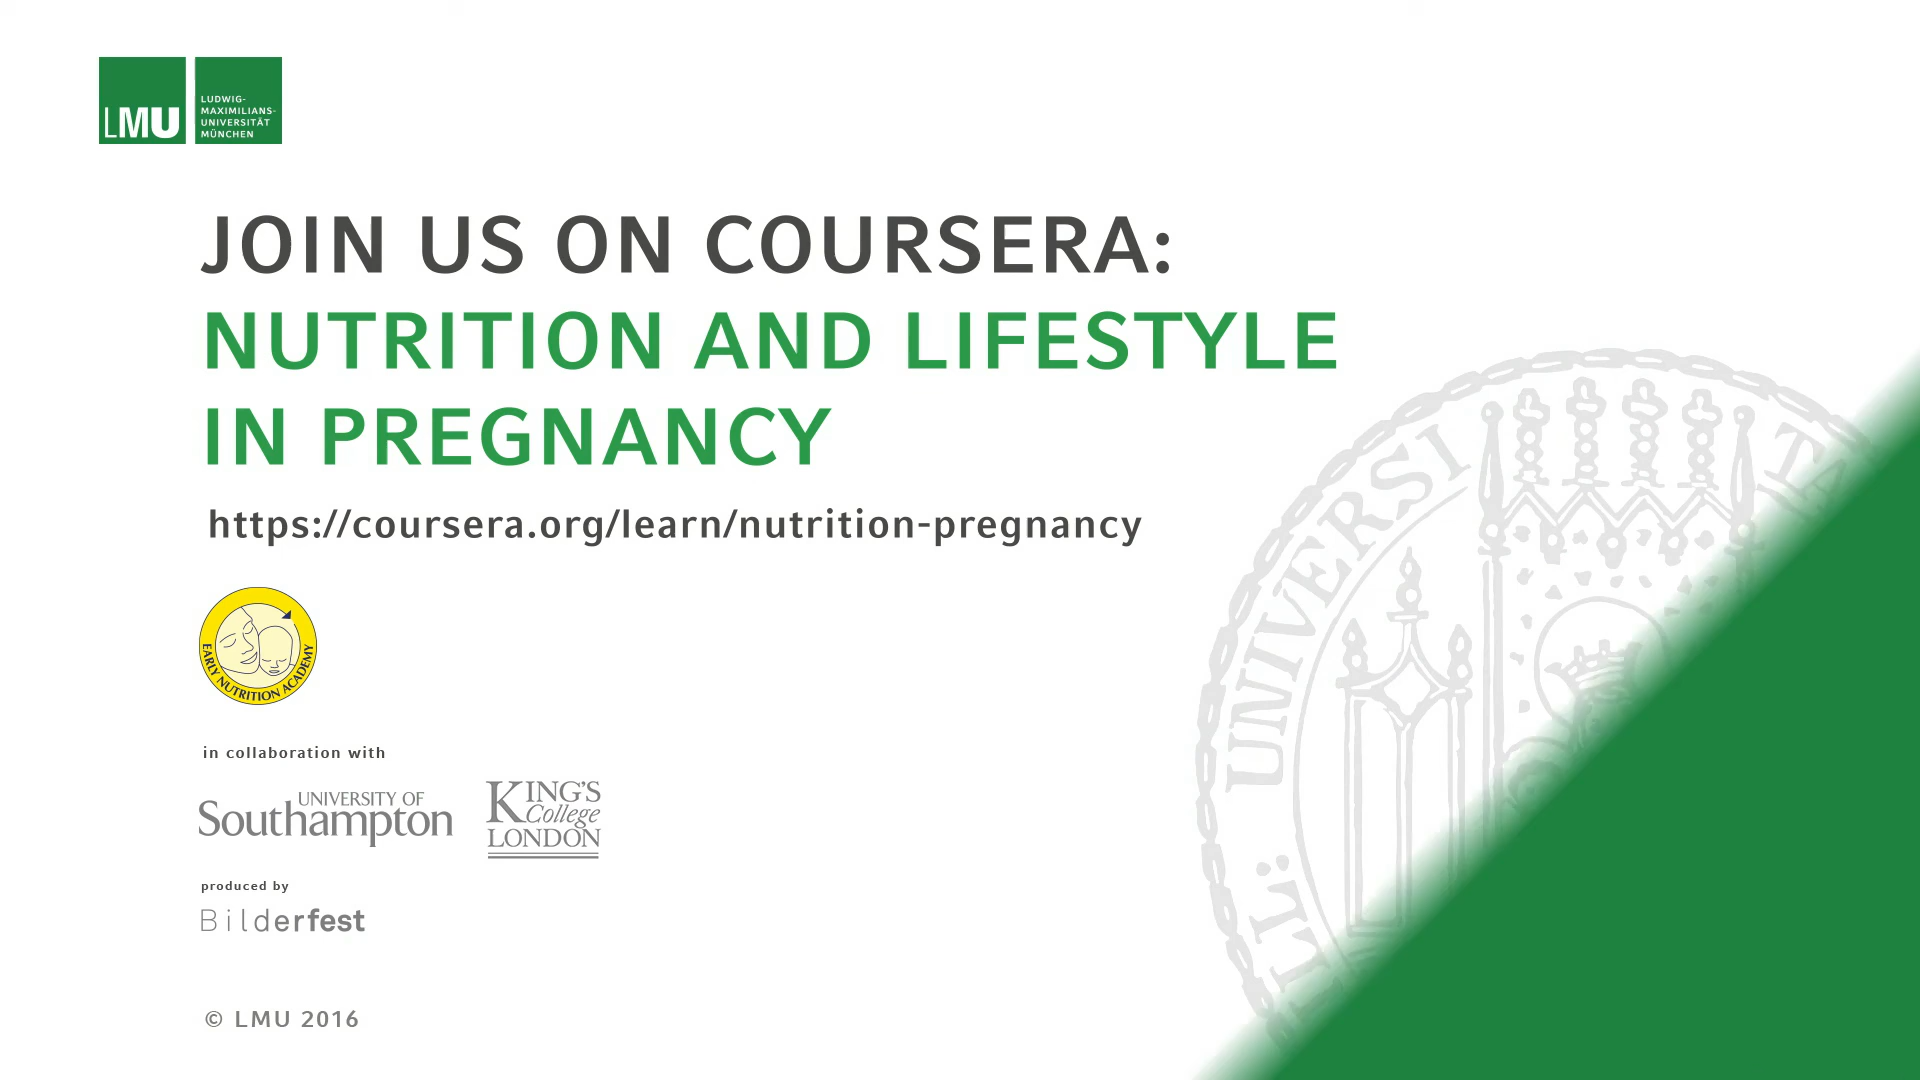 LMU
LUDWIG-
MAXIMILIANS-
UNIVERSITÄT
MÜNCHEN
JOIN US ON COURSERA:
NUTRITION AND LIFESTYLE
IN PREGNANCY
https://coursera.org/learn/nutrition-pregnancy
EARLY NUTRITION ACADEMY
in collaboration with
UNIVERSITY OF
Southampton
KING'S
College
LONDON
produced by
Bilderfest
© LMU 2016